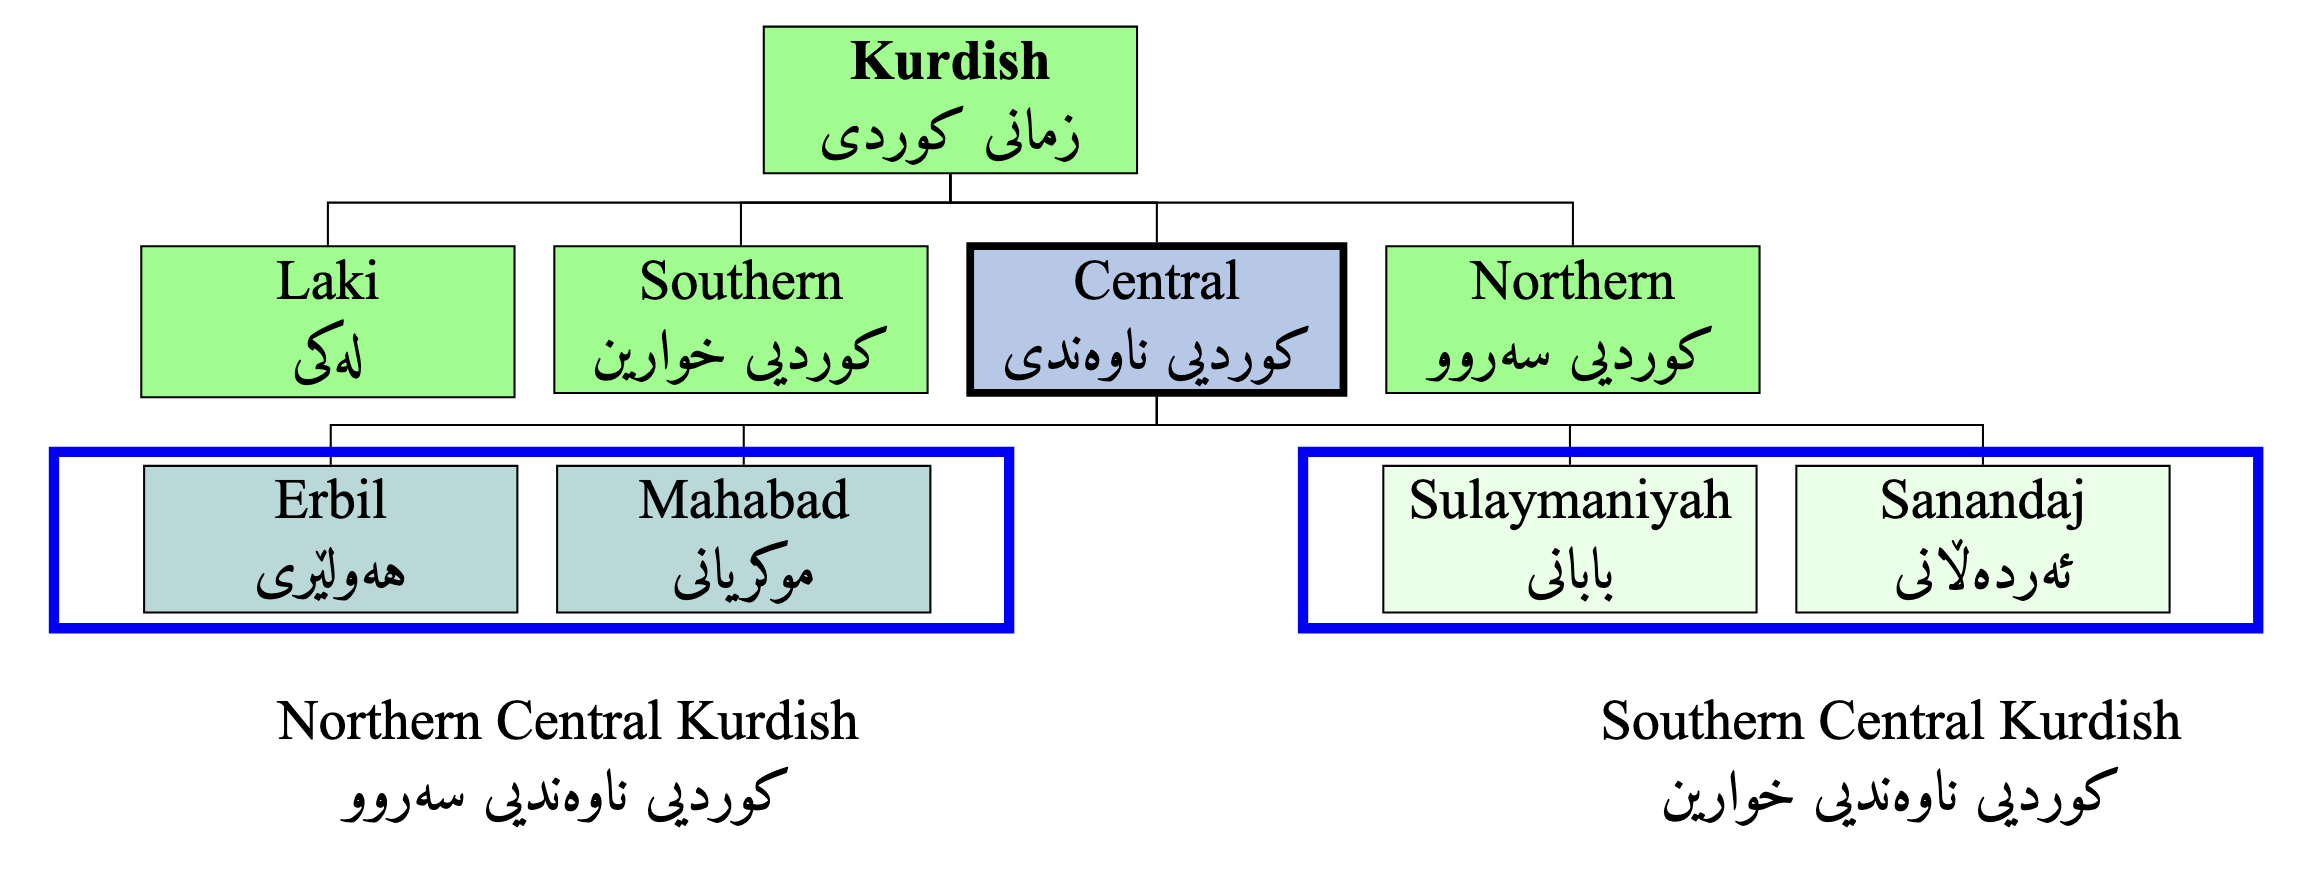 Kurdish
زمانی کوردی
Laki
لەکی
Southern
کوردیی خوارین
Central
کوردیی ناوەندی
Northern
کوردیی سەروو
Erbil
هەولێری
Mahabad
موکریانی
Sulaymaniyah
بابانی
Sanandaj
ئەردەڵانی
Northern Central Kurdish
کوردیی ناوەندیی سەروو
Southern Central Kurdish
کوردیی ناوەندیی خوارین